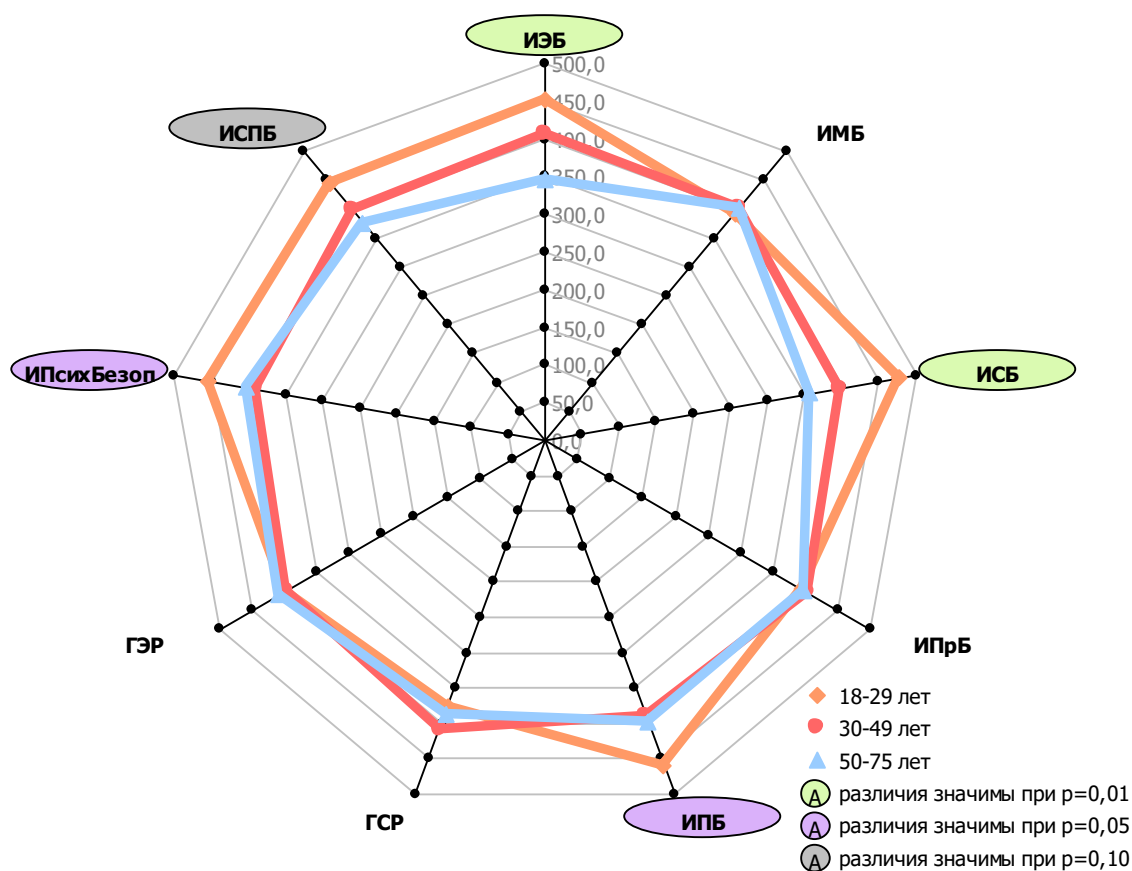 ИЭБ
500,0
450,0
400,0
350,0
300,0
250,0
200,0
150,0
100,0
50,0
0,0
ИСПБ
ИМБ
ИПсихБезоп
ИСБ
ГЭР
ИПрБ
ГСР
ИПБ
18-29 лет
30-49 лет
50-75 лет
А различия значимы при p=0,01
А различия значимы при p=0,05
А различия значимы при p=0,10